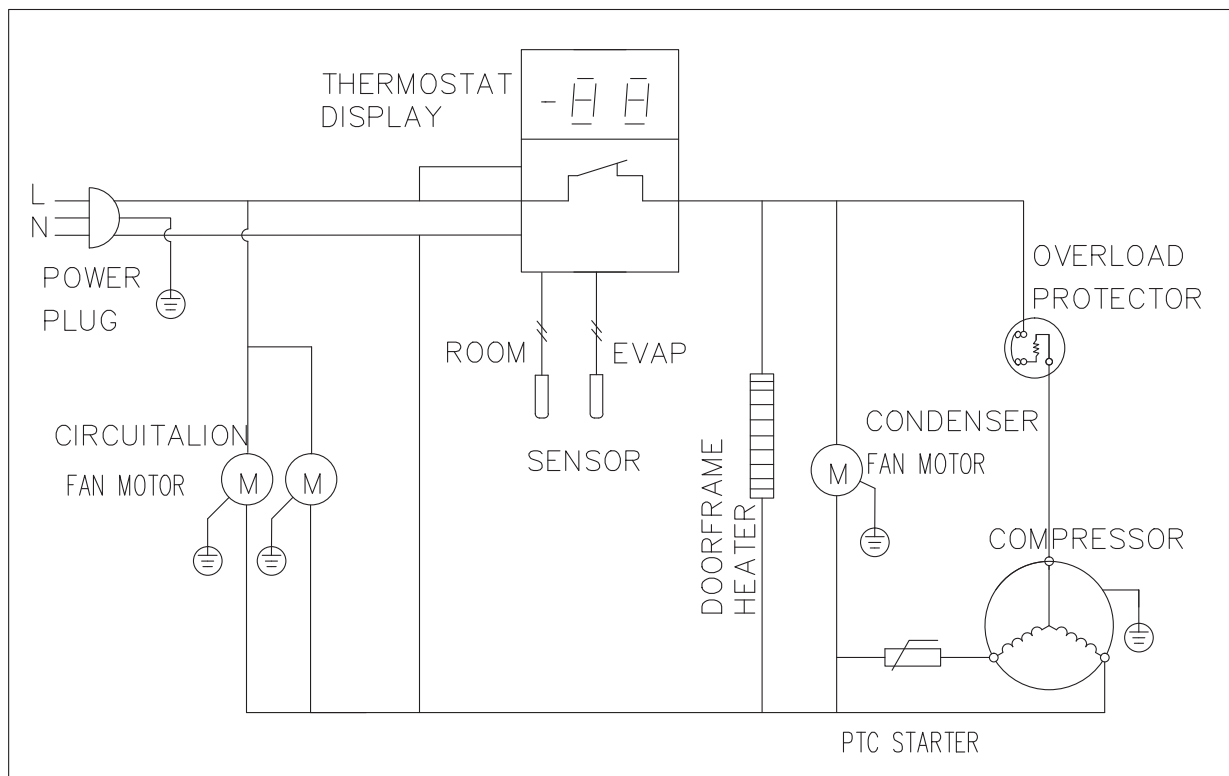 THERMOSTAT
DISPLAY
-88
L
N
POWER
PLUG
OVERLOAD
PROTECTOR
ROOM
EVAP
SENSOR
CIRCUITALION
FAN MOTOR
M
M
DOORFRAME
HEATER
CONDENSER
FAN MOTOR
M
COMPRESSOR
PTC STARTER